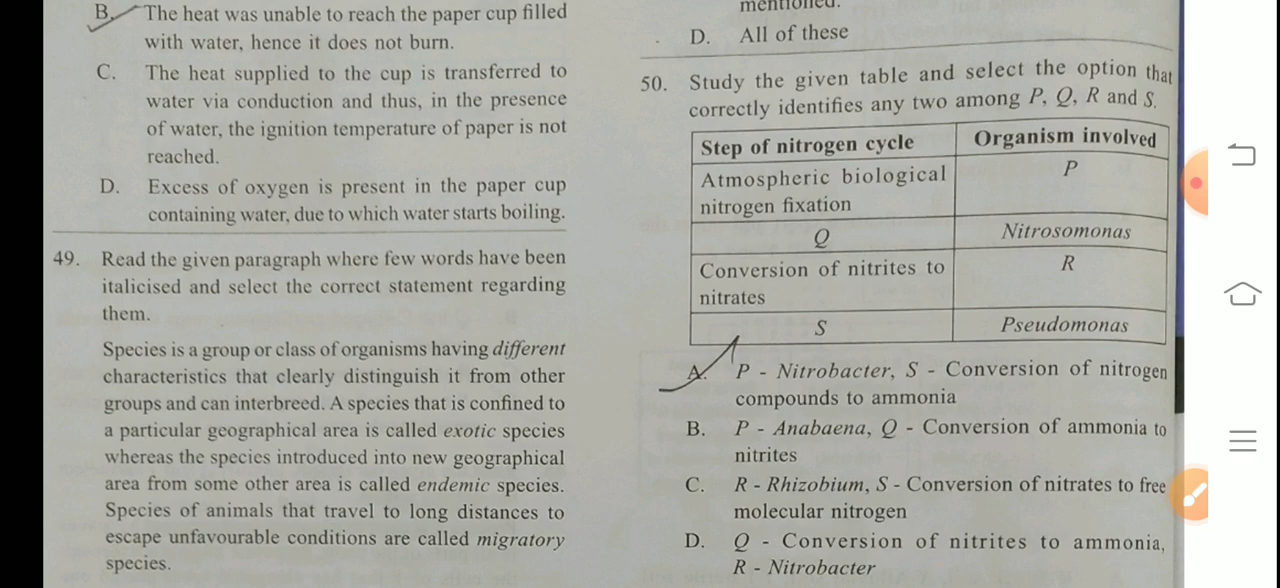 B. The heat was unable to reach the paper cup filled
with water, hence it does not burn.
C. The heat supplied to the cup is transferred to
water via conduction and thus, in the presence
of water, the ignition temperature of paper is not
reached.
D. Excess of oxygen is present in the paper cup
containing water, due to which water starts boiling.
49. Read the given paragraph where few words have been
italicised and select the correct statement regarding
them.
Species is a group or class of organisms having different
characteristics that clearly distinguish it from other
groups and can interbreed. A species that is confined to
a particular geographical area is called exotic species
whereas the species introduced into new geographical
area from some other area is called endemic species.
Species of animals that travel to long distances to
escape unfavourable conditions are called migratory
species.
mentioned.
D. All of these
50. Study the given table and select the option that
correctly identifies any two among P, Q, R and S.
Step of nitrogen cycle Organism involved
Atmospheric biological P
nitrogen fixation
Q Nitrosomonas
Conversion of nitrites to R
nitrates
S Pseudomonas
A. P - Nitrobacter, S - Conversion of nitrogen
compounds to ammonia
B. P - Anabaena, Q - Conversion of ammonia to
nitrites
C. R - Rhizobium, S - Conversion of nitrates to free
molecular nitrogen
D. Q - Conversion of nitrites to ammonia,
R - Nitrobacter